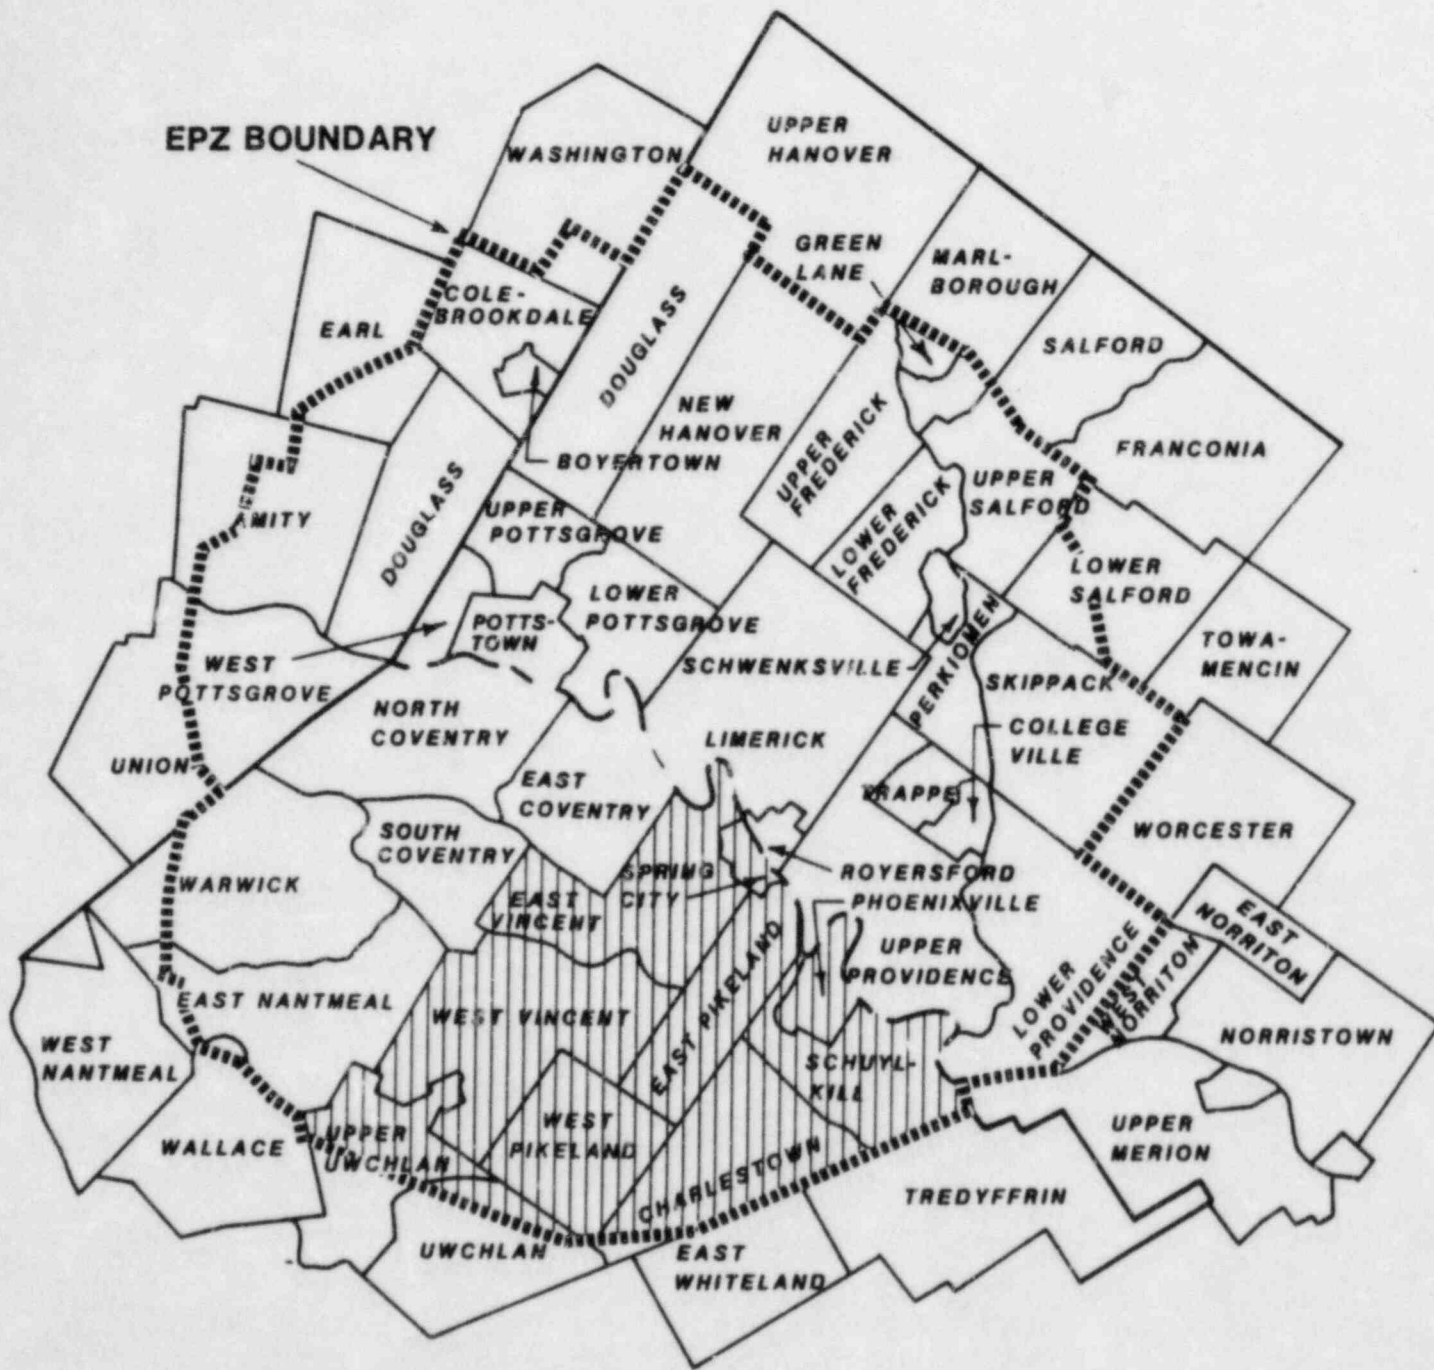 UPPER
HANOVER
EPZ BOUNDARY
WASHINGTON
GREEN
LANE
MARL-
BOROUGH
COLE-
BROOKDALE
EARL
DOUGLASS
SALFORD
NEW
HANOVER
UPPER
FREDERICK
FRANCONIA
BOYERTOWN
AMITY
DOUGLASS
UPPER
POTTSGROVE
LOWER
FREDERICK
UPPER
SALFORD
LOWER
SALFORD
LOWER
POTTSGROVE
POTTS-
TOWN
TOWA-
MENCIN
WEST
POTTSGROVE
SCHWENKSVILLE
PERKIOMEN
SKIPPACK
NORTH
COVENTRY
LIMERICK
COLLEGE
VILLE
UNION
EAST
COVENTRY
TRAPPE
WORCESTER
SOUTH
COVENTRY
WARWICK
SPRING
CITY
ROYERSFORD
PHOENIXVILLE
EAST
VINCENT
EAST
NORRITON
UPPER
PROVIDENCE
LOWER
PROVIDENCE
WEST
NORRITON
EAST NANTMEAL
WEST VINCENT
EAST PIKELAND
WEST
NANTMEAL
SCHUYL-
KILL
NORRISTOWN
WALLACE
UPPER
UWCHLAN
WEST
PIKELAND
UPPER
MERION
CHARLESTOWN
TREDYFFRIN
UWCHLAN
EAST
WHITELAND